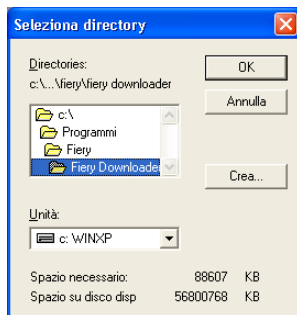 Seleziona directory
Directories:
c:\...\fiery\fiery downloader
c:\
Programmi
Fiery
Fiery Downloader
Unità:
c: WINXP
OK
Annulla
Crea...
Spazio necessario: 88607 KB
Spazio su disco disp 56800768 KB